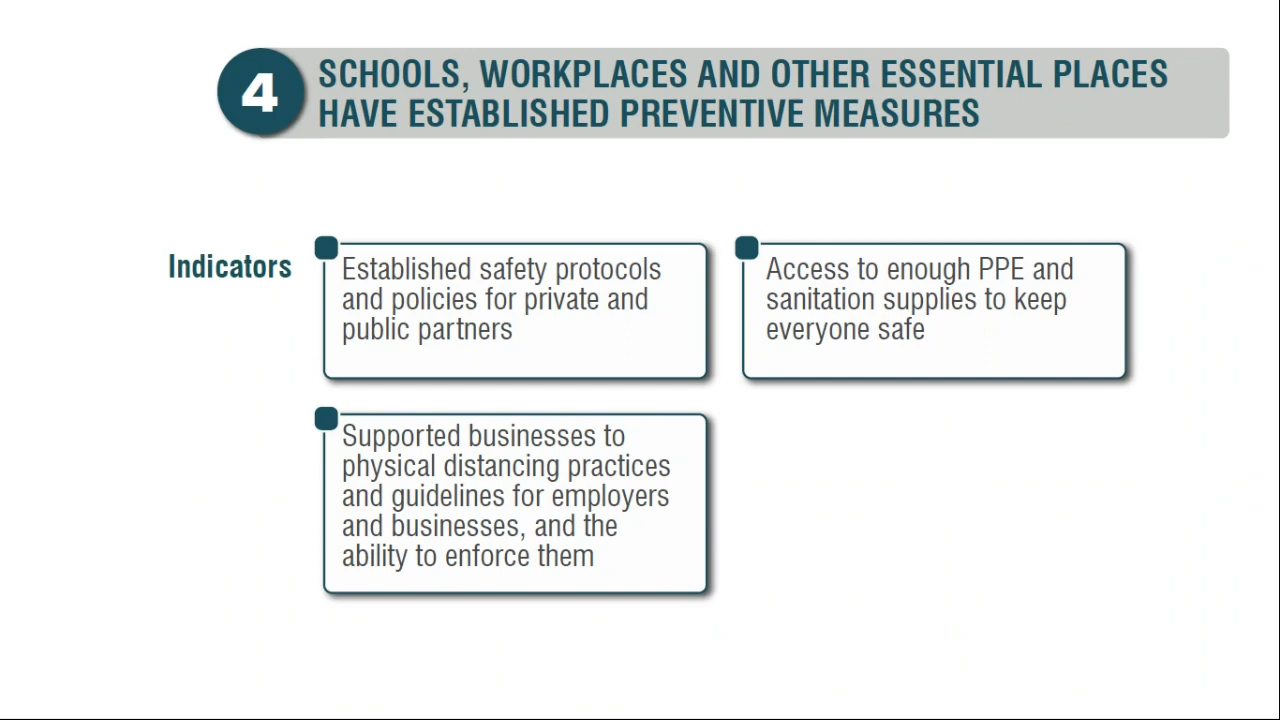 4
SCHOOLS, WORKPLACES AND OTHER ESSENTIAL PLACES
HAVE ESTABLISHED PREVENTIVE MEASURES
Indicators
Established safety protocols
and policies for private and
public partners
Access to enough PPE and
sanitation supplies to keep
everyone safe
Supported businesses to
physical distancing practices
and guidelines for employers
and businesses, and the
ability to enforce them